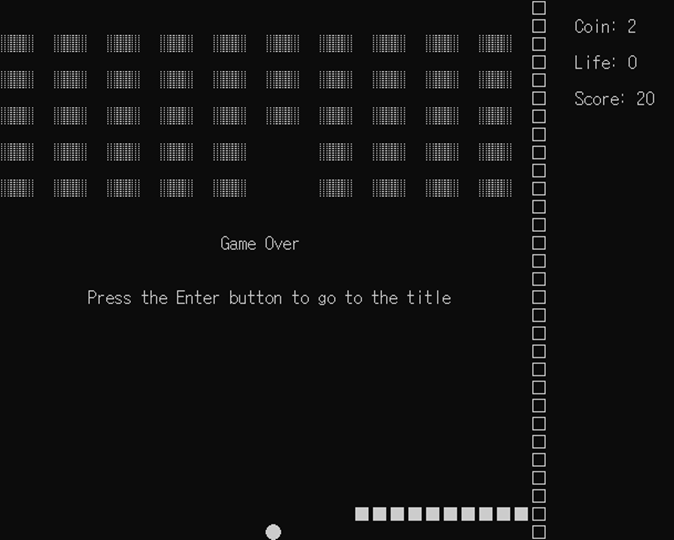 Coin: 2
Life: 0
Score: 20
Game Over
Press the Enter button to go to the title